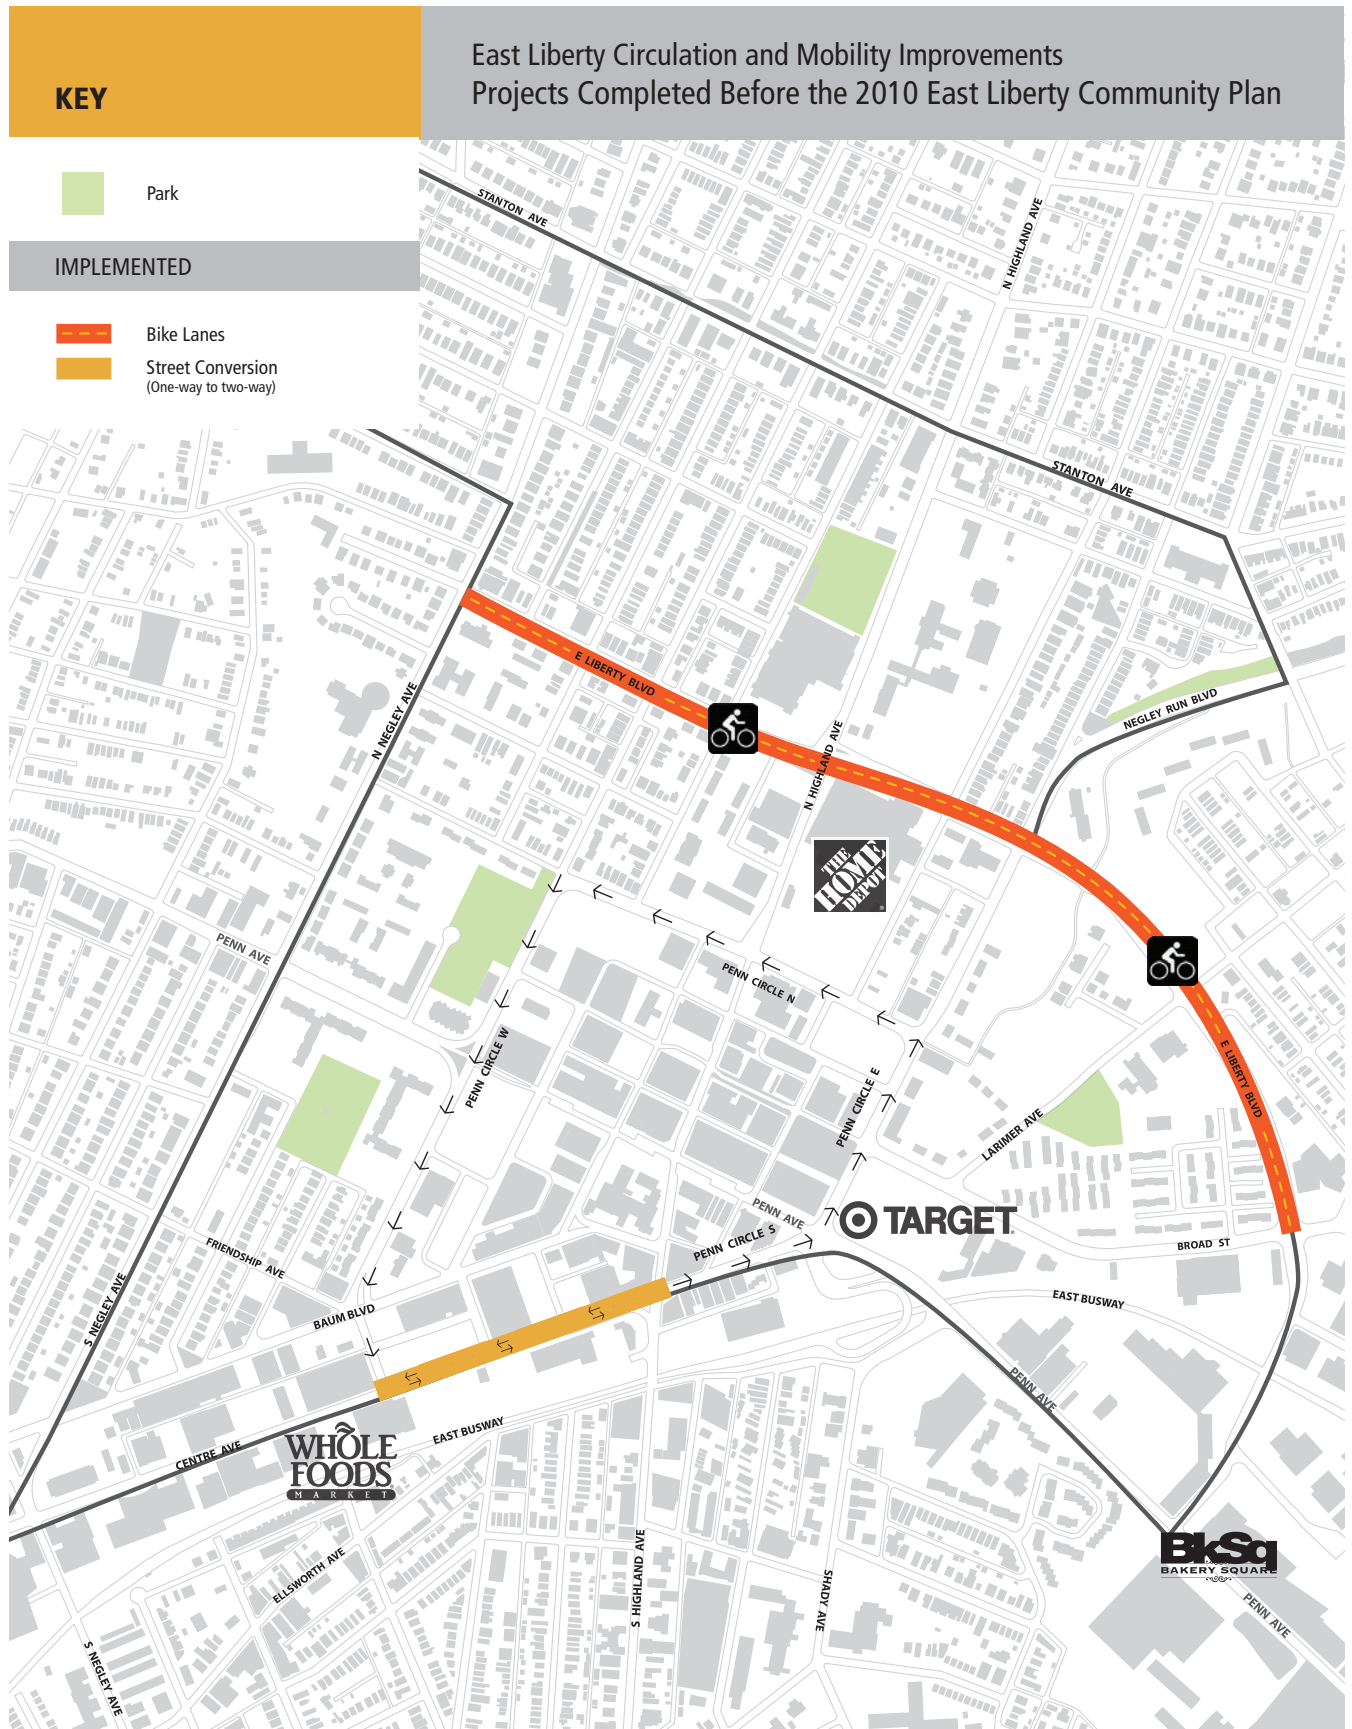 KEY
East Liberty Circulation and Mobility Improvements
Projects Completed Before the 2010 East Liberty Community Plan
Park
IMPLEMENTED
Bike Lanes
Street Conversion
(One-way to two-way)
STANTON AVE
N HIGHLAND AVE
STANTON AVE
E LIBERTY BLVD
N NEGLEY AVE
NEGLEY RUN BLVD
N HIGHLAND AVE
THE
HOME
DEPOT
PENN AVE
PENN CIRCLE N
PENN CIRCLE W
PENN CIRCLE E
E LIBERTY BLVD
LARIMER AVE
PENN AVE
TARGET
PENN CIRCLE S
BROAD ST
FRIENDSHIP AVE
S NEGLEY AVE
BAUM BLVD
EAST BUSWAY
PENN AVE
CENTRE AVE
EAST BUSWAY
WHOLE
FOODS
MARKET
ELLSWORTH AVE
S HIGHLAND AVE
SHADY AVE
BkSq
BAKERY SQUARE
PENN AVE
S NEGLEY AVE